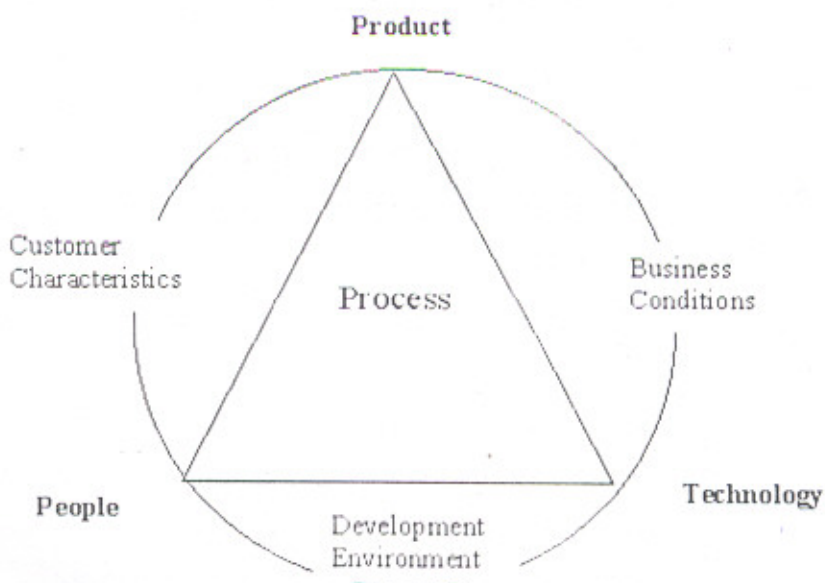 Product
Customer
Characteristics
Process
Business
Conditions
People
Technology
Development
Environment